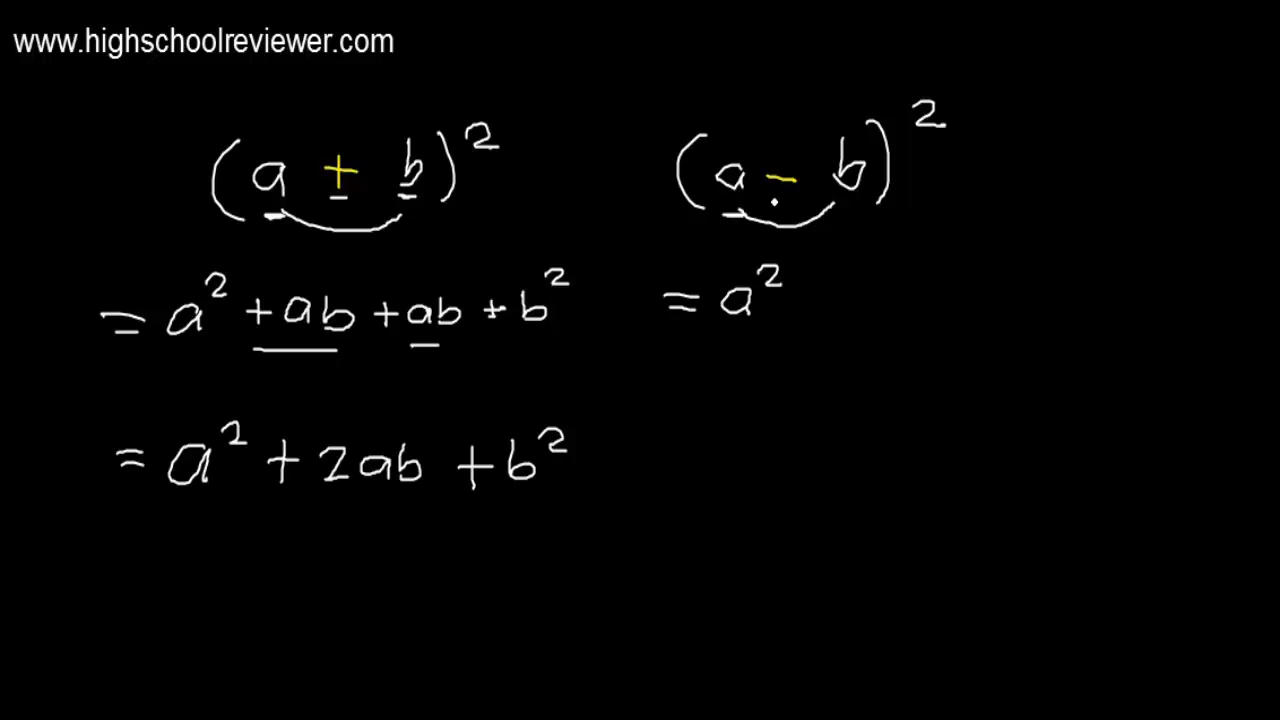 www.highschoolreviewer.com
(a + b)²
= a² + ab + ab + b²
= a² + 2ab + b²
(a - b)²
= a²